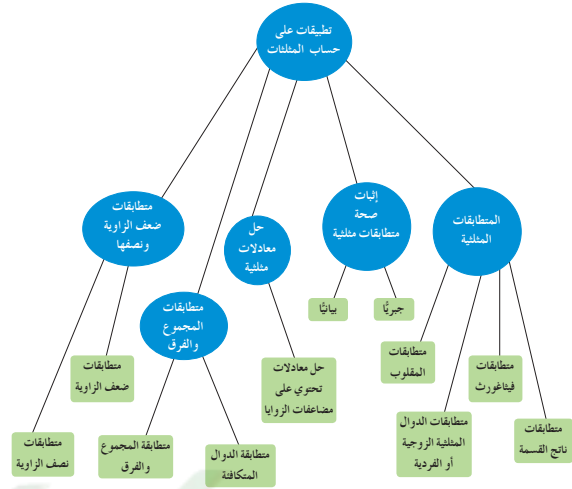 تطبيقات على
حساب المثلثات
المتطابقات
المثلثية
إثبات
صحة
متطابقات مثلثية
حل
معادلات
مثلثية
متطابقات
ضعف الزاوية
ونصفها
متطابقات
المجموع
والفرق
جبريًّا
بيانيًّا
متطابقات
المقلوب
متطابقات
فيثاغورث
حل معادلات
تحتوي على
مضاعفات الزوايا
متطابقات
ضعف الزاوية
متطابقات
ناتج القسمة
متطابقات الدوال
المثلثية الزوجية
أو الفردية
متطابقة الدوال
المتكافئة
متطابقة المجموع
والفرق
متطابقات
نصف الزاوية